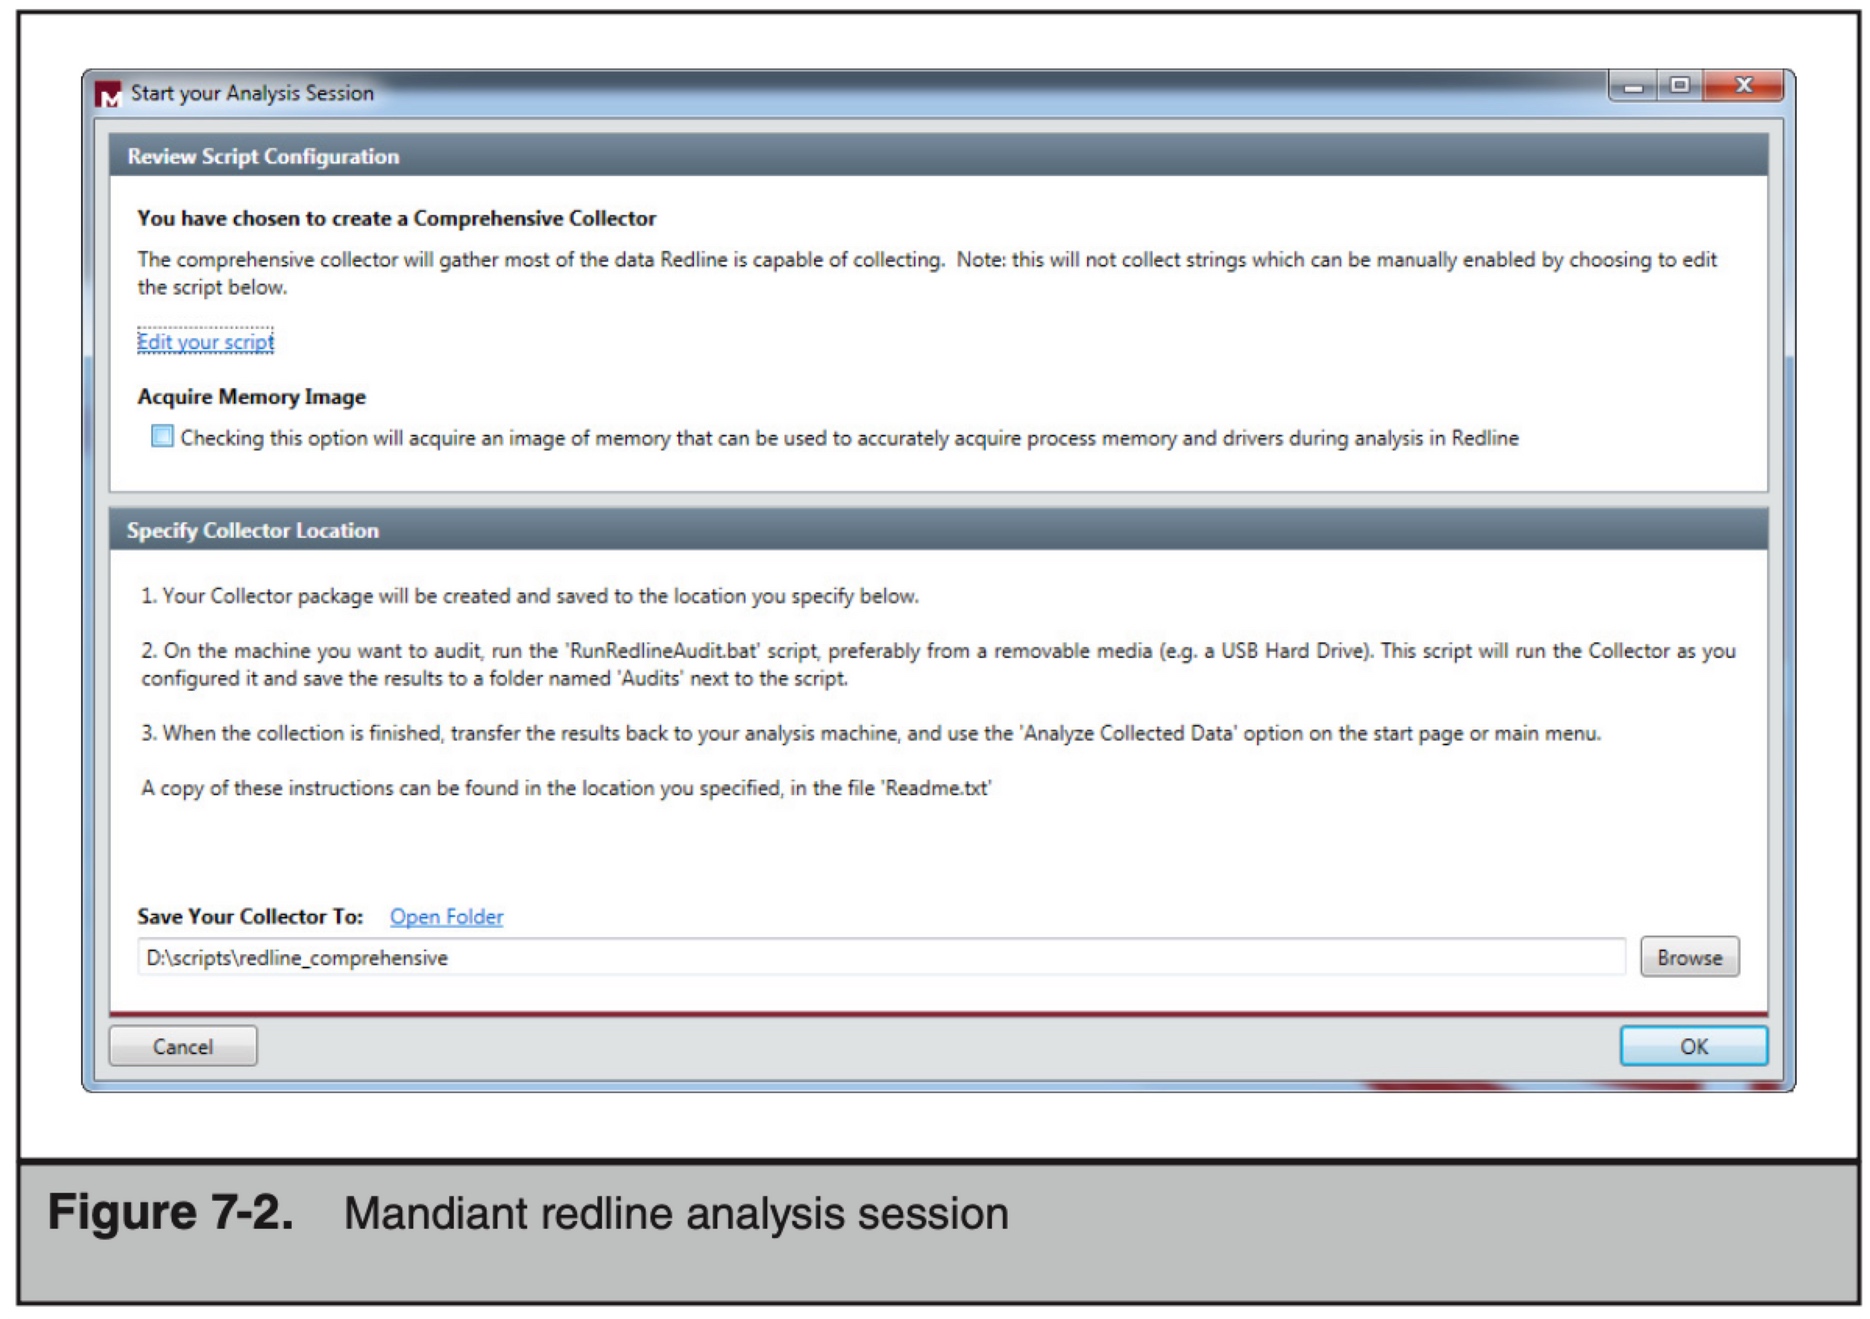 Start your Analysis Session
Review Script Configuration
You have chosen to create a Comprehensive Collector
The comprehensive collector will gather most of the data Redline is capable of collecting.  Note: this will not collect strings which can be manually enabled by choosing to edit
the script below.
Edit your script
Acquire Memory Image
Checking this option will acquire an image of memory that can be used to accurately acquire process memory and drivers during analysis in Redline
Specify Collector Location
1. Your Collector package will be created and saved to the location you specify below.
2. On the machine you want to audit, run the 'RunRedlineAudit.bat' script, preferably from a removable media (e.g. a USB Hard Drive). This script will run the Collector as you
configured it and save the results to a folder named 'Audits' next to the script.
3. When the collection is finished, transfer the results back to your analysis machine, and use the 'Analyze Collected Data' option on the start page or main menu.
A copy of these instructions can be found in the location you specified, in the file 'Readme.txt'
Save Your Collector To: Open Folder
D:\scripts\redline_comprehensive
Browse
Cancel
OK
Figure 7-2. Mandiant redline analysis session